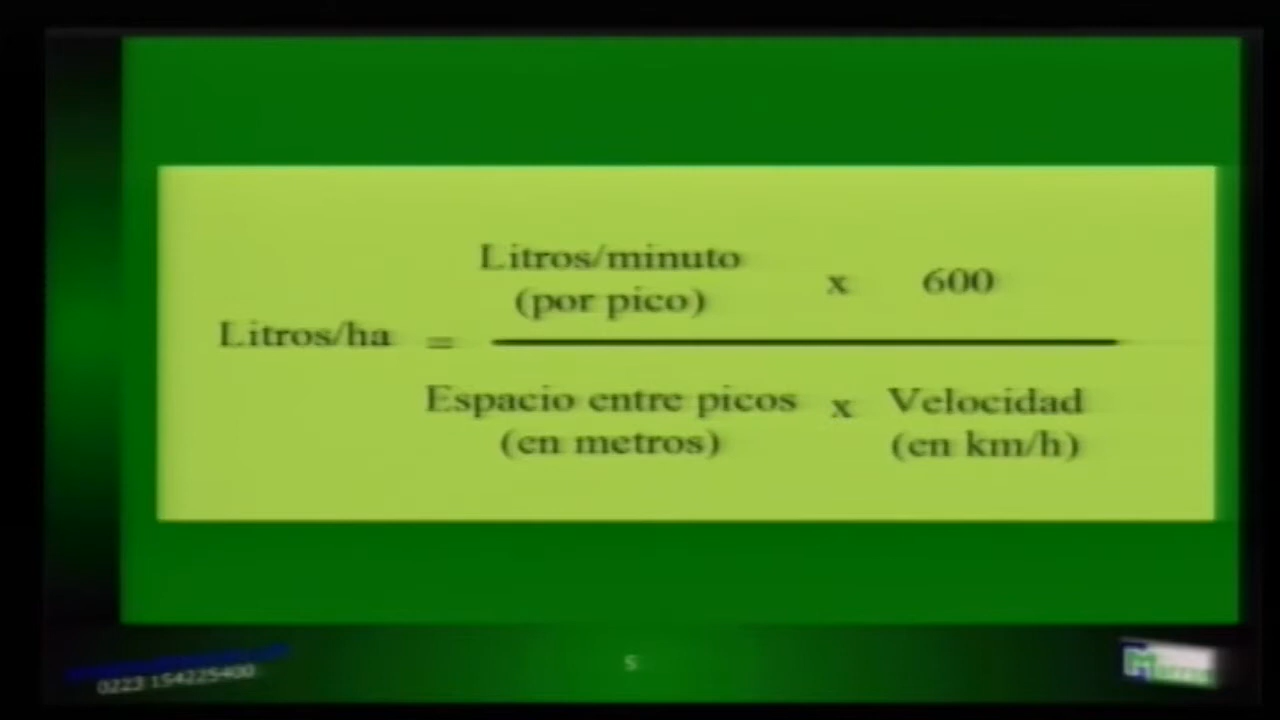 Litros/minuto
(por pico)
x 600
Litros/ha =
Espacio entre picos
(en metros)
x
Velocidad
(en km/h)
0223 154225400
5